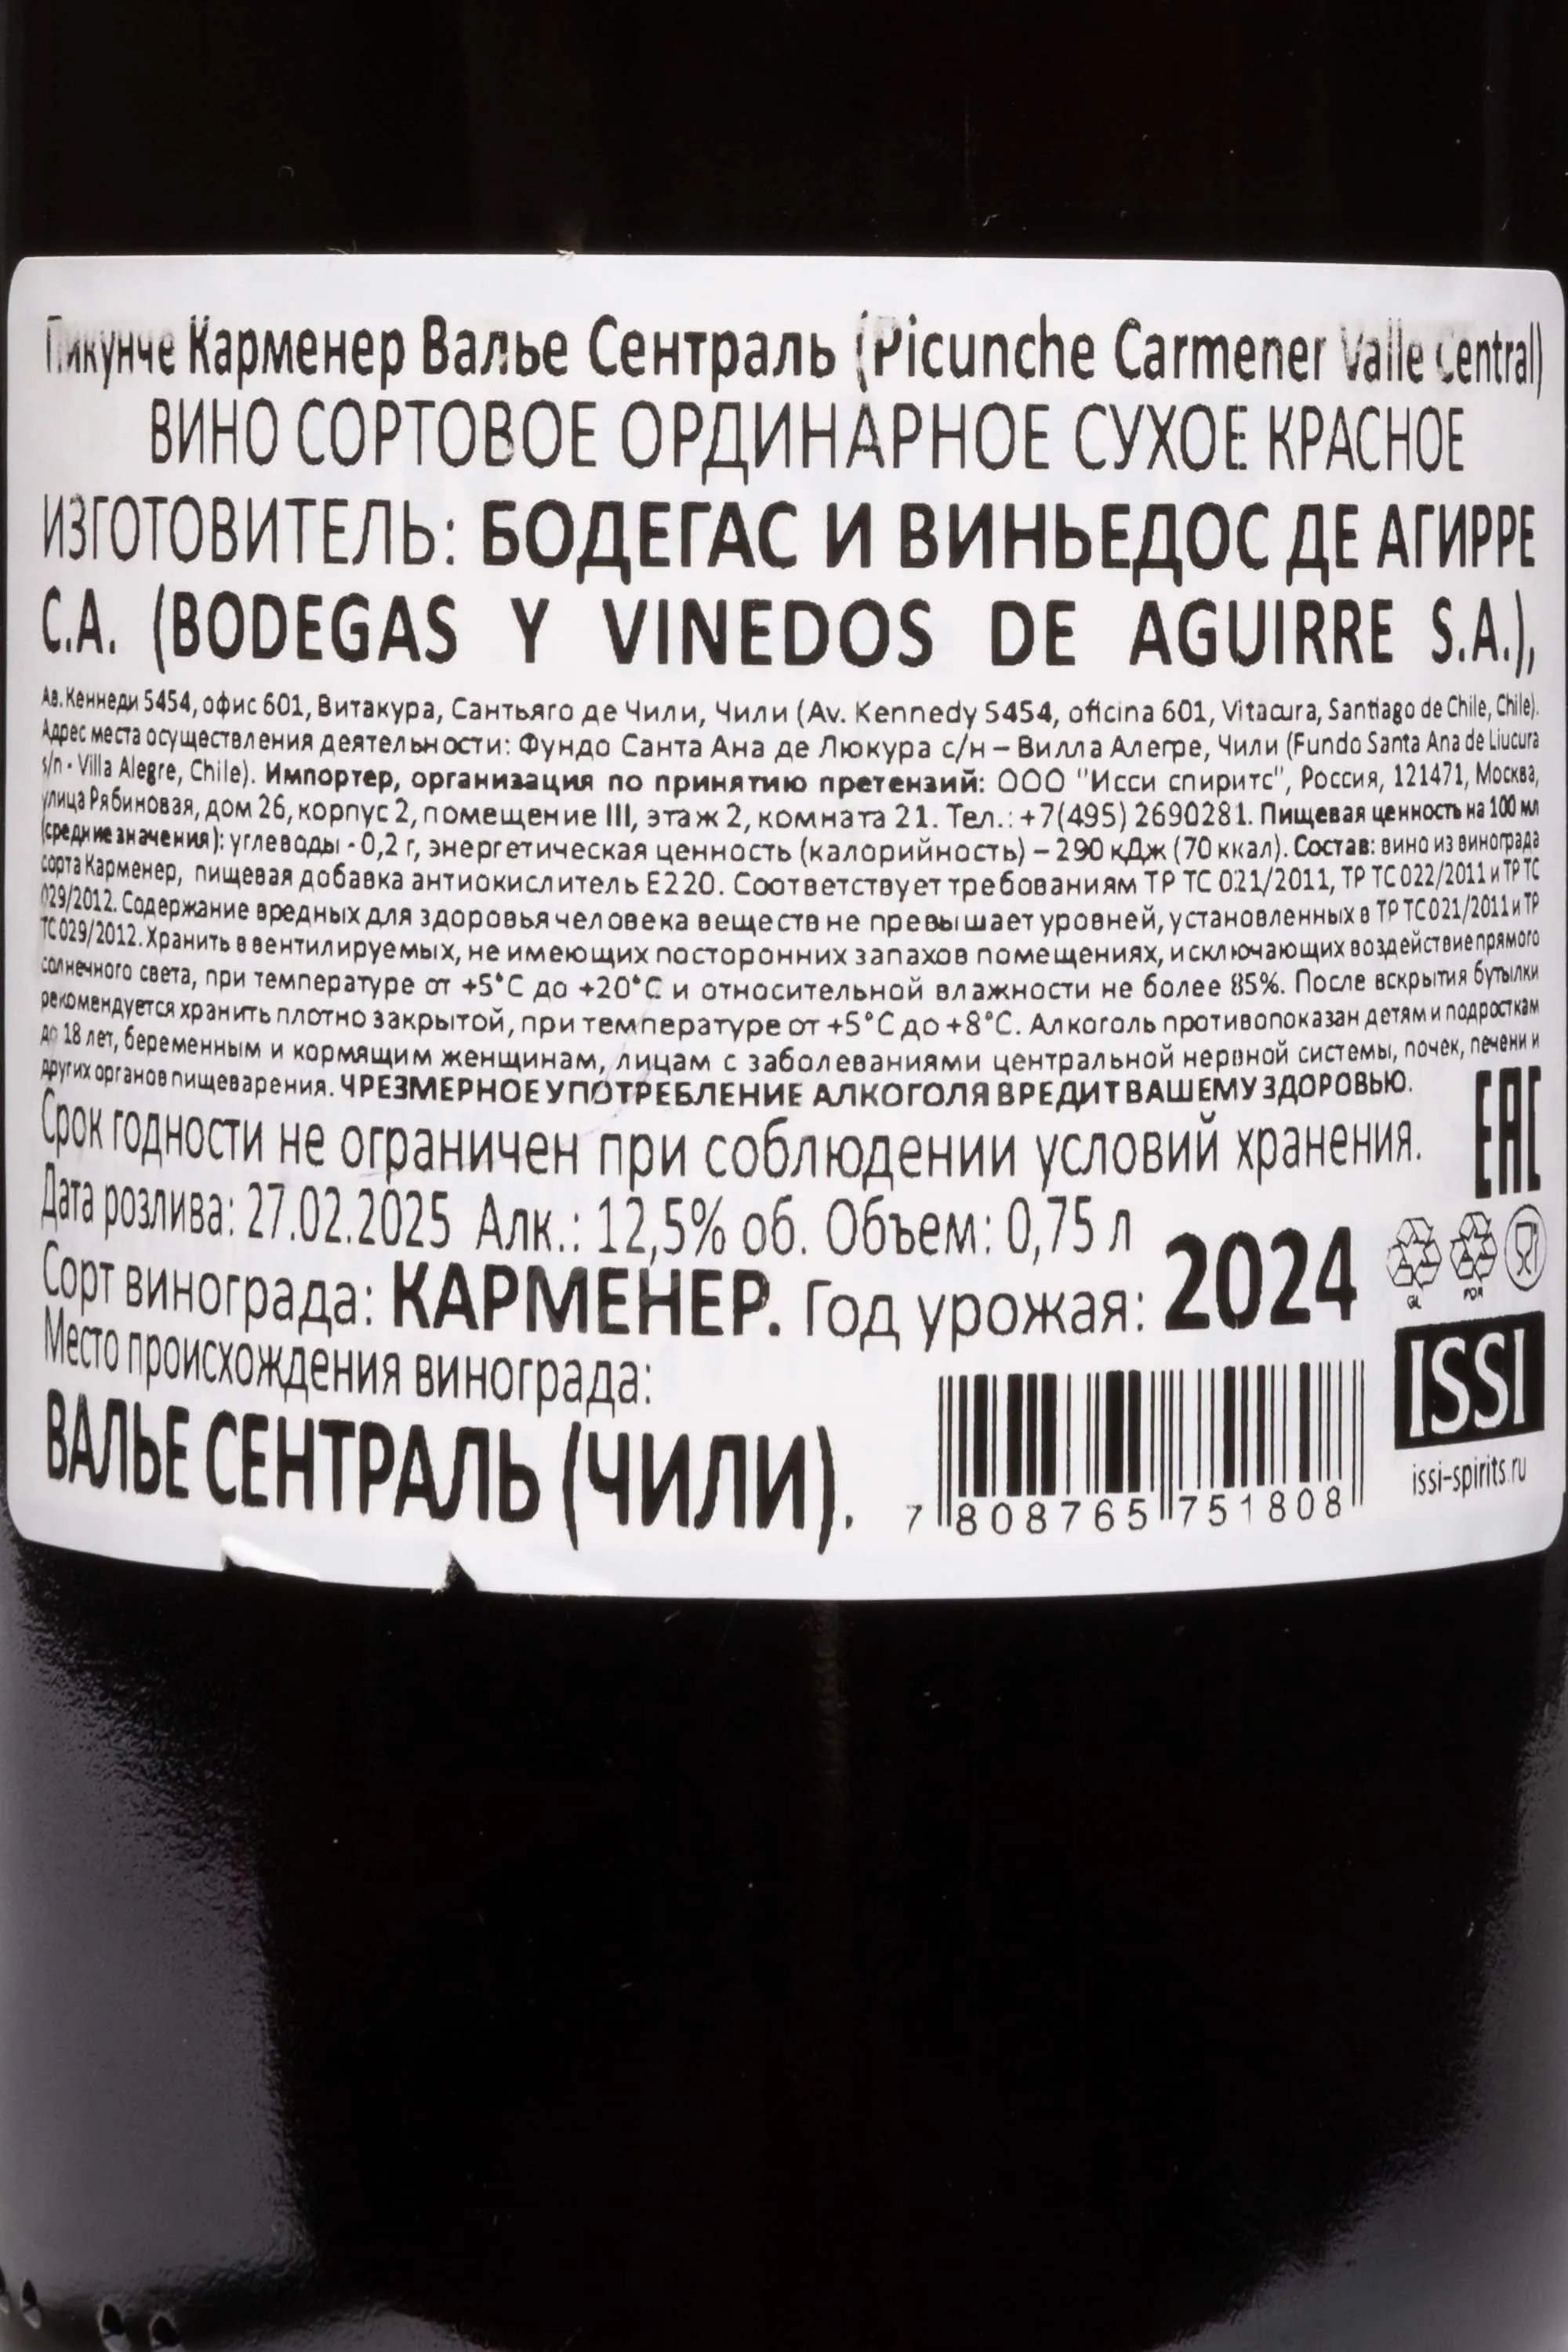 Пикунче Карменер Валье Сентраль (Picunche Carmener Valle Central)
ВИНО СОРТОВОЕ ОРДИНАРНОЕ СУХОЕ КРАСНОЕ
ИЗГОТОВИТЕЛЬ: БОДЕГАС И ВИНЬЕДОС ДЕ АГИРРЕ
С.А. (BODEGAS Y VINEDOS DE AGUIRRE S.A.),
Ав. Кеннеди 5454, офис 601, Витакура, Сантьяго де Чили, Чили (Av. Kennedy 5454, oficina 601, Vitacura, Santiago de Chile, Chile).
Адрес места осуществления деятельности: Фундо Санта Ана де Люкура с/н – Вилла Алегре, Чили (Fundo Santa Ana de Liucura
s/n - Villa Alegre, Chile). Импортер, организация по принятию претензий: ООО "Исси спиритс", Россия, 121471, Москва,
улица Рябиновая, дом 26, корпус 2, помещение III, этаж 2, комната 21. Тел.: +7(495) 2690281. Пищевая ценность на 100 мл
(средние значения): углеводы - 0,2 г, энергетическая ценность (калорийность) – 290 кДж (70 ккал). Состав: вино из винограда
сорта Карменер, пищевая добавка антиокислитель Е220. Соответствует требованиям ТР ТС 021/2011, ТР ТС 022/2011 и ТР ТС
029/2012. Содержание вредных для здоровья человека веществ не превышает уровней, установленных в ТР ТС 021/2011 и ТР
ТС 029/2012. Хранить в вентилируемых, не имеющих посторонних запахов помещениях, исключающих воздействие прямого
солнечного света, при температуре от +5°С до +20°С и относительной влажности не более 85%. После вскрытия бутылки
рекомендуется хранить плотно закрытой, при температуре от +5°С до +8°С. Алкоголь противопоказан детям и подросткам
до 18 лет, беременным и кормящим женщинам, лицам с заболеваниями центральной нервной системы, почек, печени и
других органов пищеварения. ЧРЕЗМЕРНОЕ УПОТРЕБЛЕНИЕ АЛКОГОЛЯ ВРЕДИТ ВАШЕМУ ЗДОРОВЬЮ.
Срок годности не ограничен при соблюдении условий хранения.
EAC
Дата розлива: 27.02.2025 Алк.: 12,5% об. Объем: 0,75 л
Сорт винограда: КАРМЕНЕР. Год урожая: 2024
GL
FOR
Место происхождения винограда:
ВАЛЬЕ СЕНТРАЛЬ (ЧИЛИ).
7 808765 751808
ISSI
issi-spirits.ru